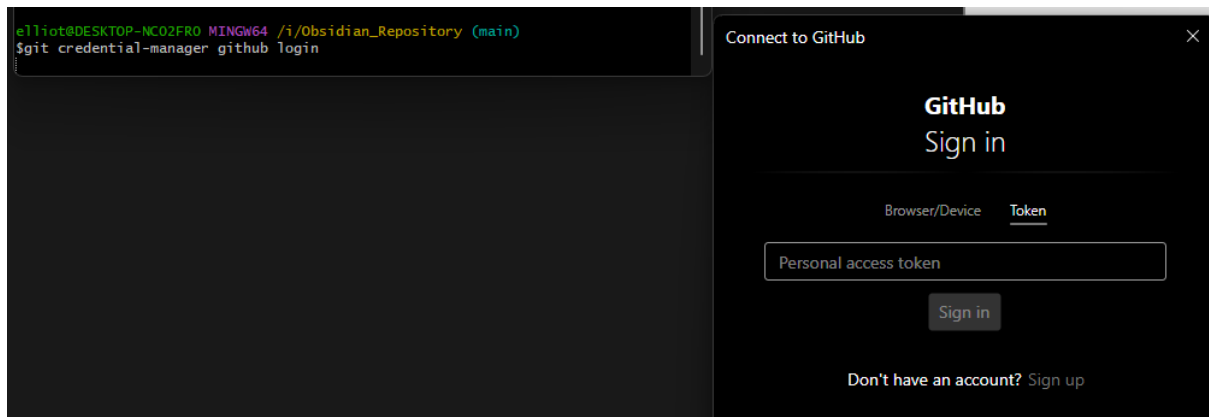 elliot@DESKTOP-NCO2FRO MINGW64 /i/Obsidian_Repository (main)
$git credential-manager github login
Connect to GitHub
GitHub
Sign in
Browser/Device Token
Personal access token
Sign in
Don't have an account? Sign up